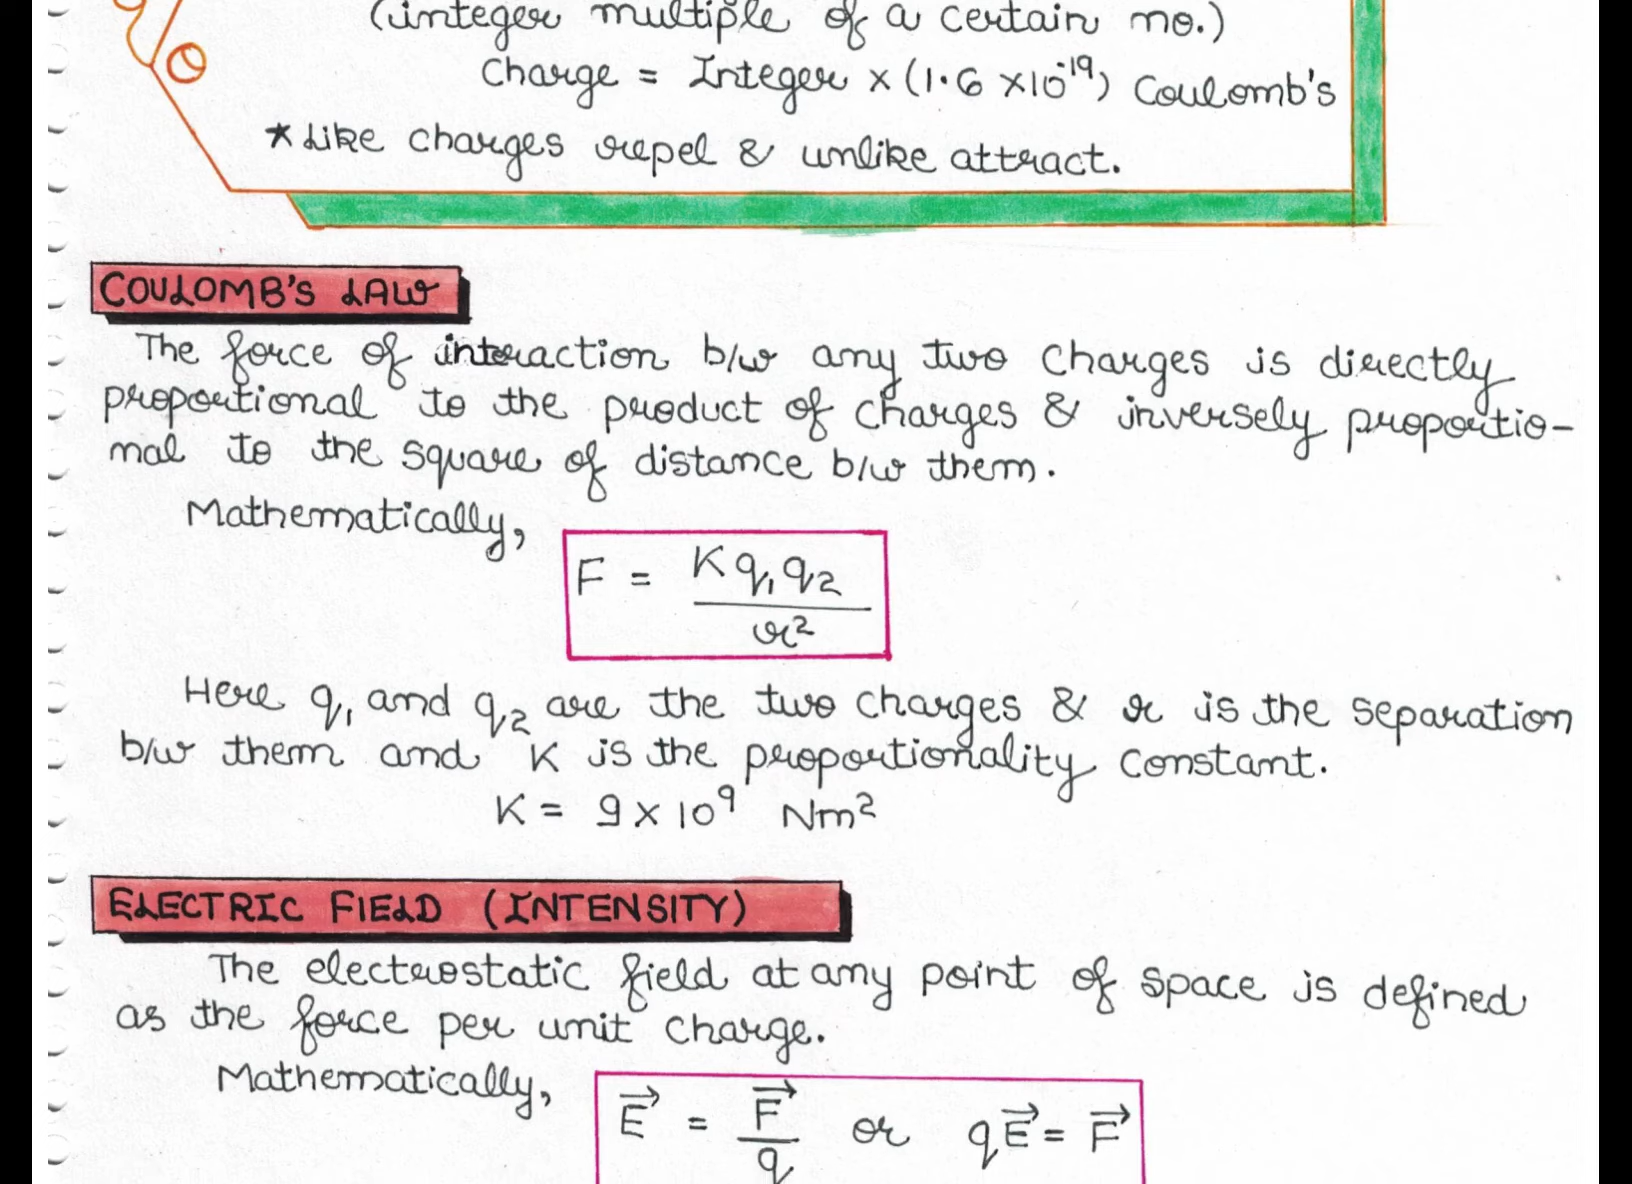 (integer multiple of a certain no.)
%
Charge = Integer × (1.6 × 10⁻¹⁹) Coulomb's
* Like charges repel & unlike attract.
COULOMB'S LAW
The force of interaction b/w any two charges is directly
proportional to the product of charges & inversely proportio-
nal to the square of distance b/w them.
Mathematically,
F = Kq₁q₂
r²
Here q₁ and q₂ are the two charges & r is the separation
b/w them and K is the proportionality constant.
K = 9 × 10⁹ Nm²
ELECTRIC FIELD (INTENSITY)
The electrostatic field at any point of space is defined
as the force per unit charge.
Mathematically,
E⃗ = F⃗/q or qE⃗ = F⃗